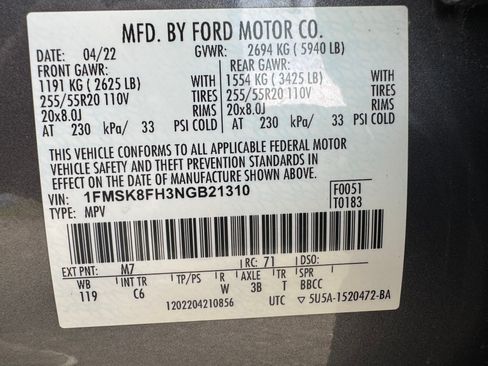 MFD. BY FORD MOTOR CO.
DATE: 04/22 GVWR: 2694 KG ( 5940 LB)
FRONT GAWR: REAR GAWR:
1191 KG ( 2625 LB) 1554 KG ( 3425 LB)
255/55R20 110V TIRES 255/55R20 110V TIRES
20x8.0J RIMS 20x8.0J RIMS
AT 230 kPa/ 33 PSI COLD AT 230 kPa/ 33 PSI COLD
THIS VEHICLE CONFORMS TO ALL APPLICABLE FEDERAL MOTOR
VEHICLE SAFETY AND THEFT PREVENTION STANDARDS
IN EFFECT ON THE DATE OF MANUFACTURE SHOWN ABOVE.
VIN: 1FMSK8FH3NGB21310 F0051
TYPE: MPV T0183
EXT PNT: M7 RC: 71 DSO:
WB INT TR TP/PS R AXLE TR SPR
119 C6 W 3B T BBCC
1202204210856 UTC ▽ 5U5A-1520472-BA